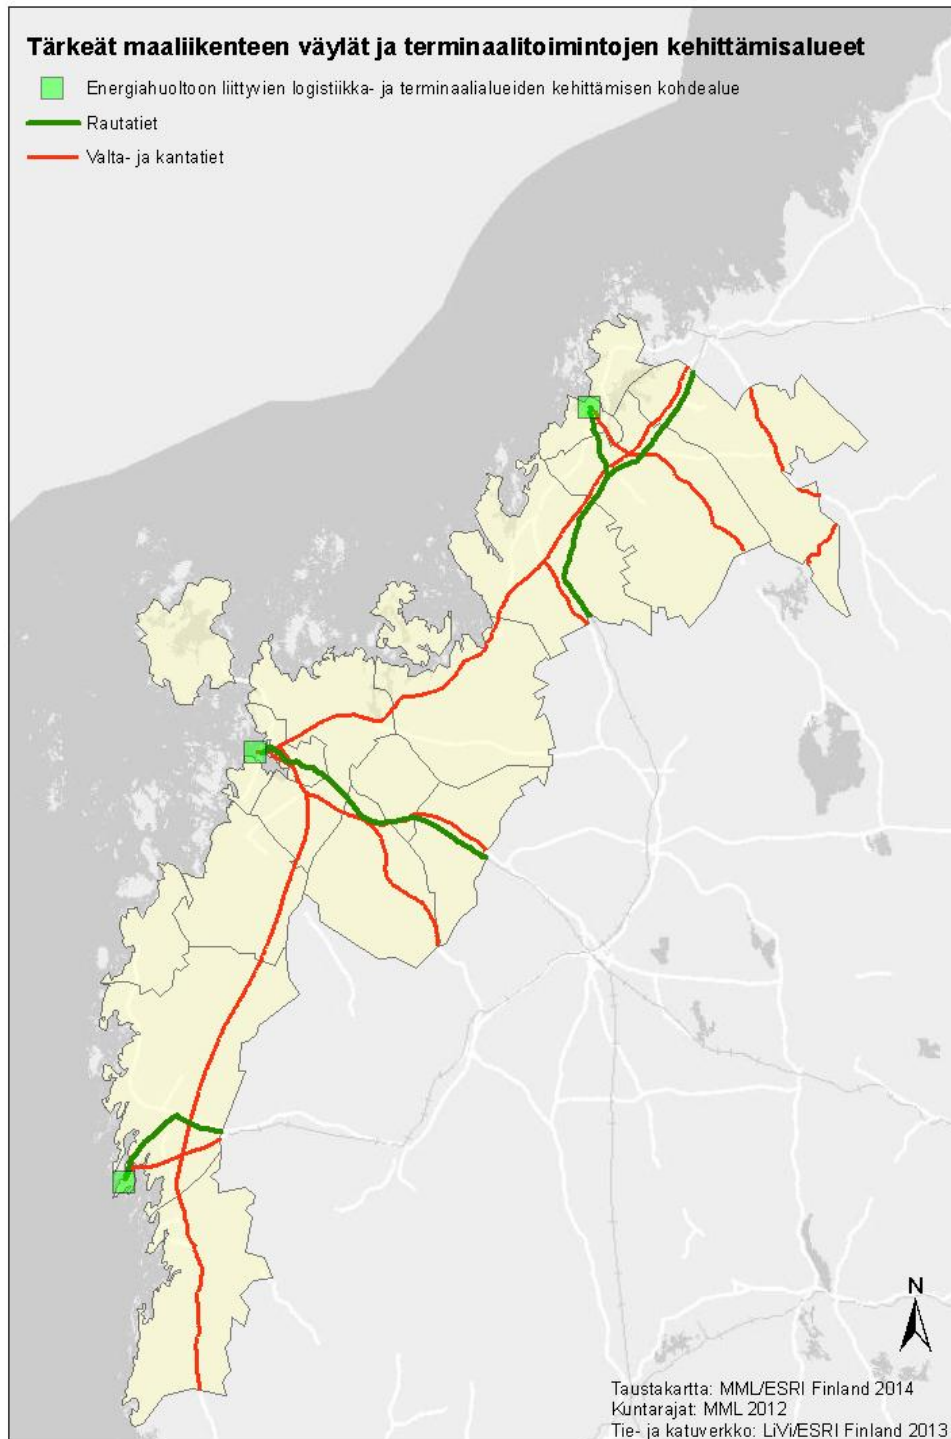 Tärkeät maaliikenteen väylät ja terminaalitoimintojen kehittämisalueet
Energiahuoltoon liittyvien logistiikka- ja terminaalialueiden kehittämisen kohdealue
Rautatiet
Valta- ja kantatiet
N
Taustakartta: MML/ESRI Finland 2014
Kuntarajat: MML 2012
Tie- ja katuverkko: LiVi/ESRI Finland 2013